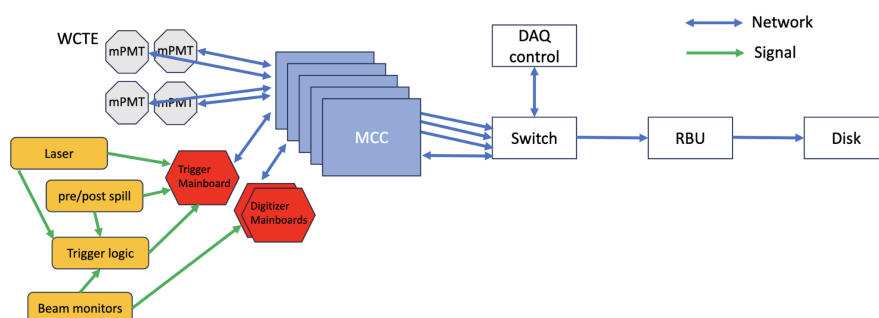 WCTE
mPMT
mPMT
mPMT
mPMT
DAQ
control
Network
Signal
MCC
Switch
RBU
Disk
Laser
Trigger
Mainboard
pre/post spill
Digitizer
Mainboards
Trigger logic
Beam monitors